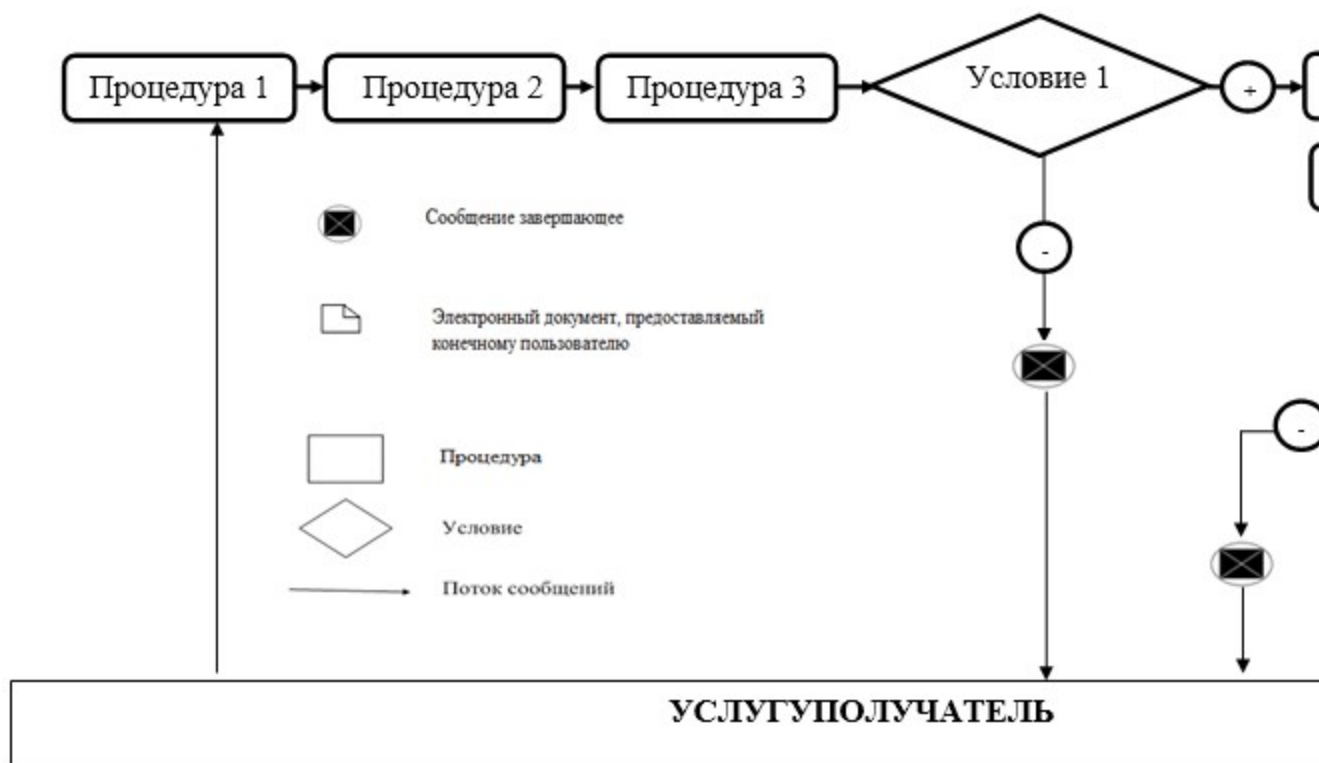 Процедура 1
Процедура 2
Процедура 3
Условие 1
+
-
Сообщение завершающее
Электронный документ, предоставляемый
конечному пользователю
-
Процедура
Условие
Поток сообщений
УСЛУГУПОЛУЧАТЕЛЬ